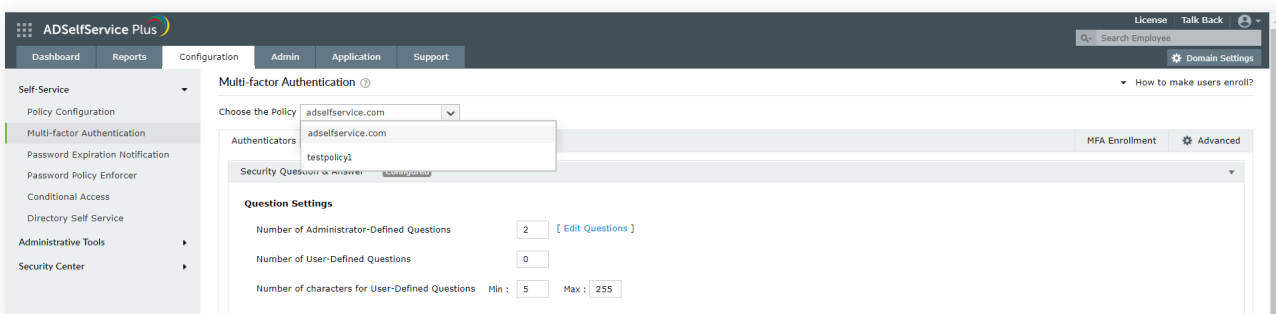 License Talk Back
ADSelfService Plus
Search Employee
Dashboard Reports Configuration Admin Application Support
Domain Settings
Self-Service
Policy Configuration
Multi-factor Authentication
Password Expiration Notification
Password Policy Enforcer
Conditional Access
Directory Self Service
Administrative Tools
Security Center
Multi-factor Authentication ?
How to make users enroll?
Choose the Policy adselfservice.com
adselfservice.com
testpolicy1
Authenticators
MFA Enrollment Advanced
Security Question & Answer Configured
Question Settings
Number of Administrator-Defined Questions 2 [ Edit Questions ]
Number of User-Defined Questions 0
Number of characters for User-Defined Questions Min : 5 Max : 255